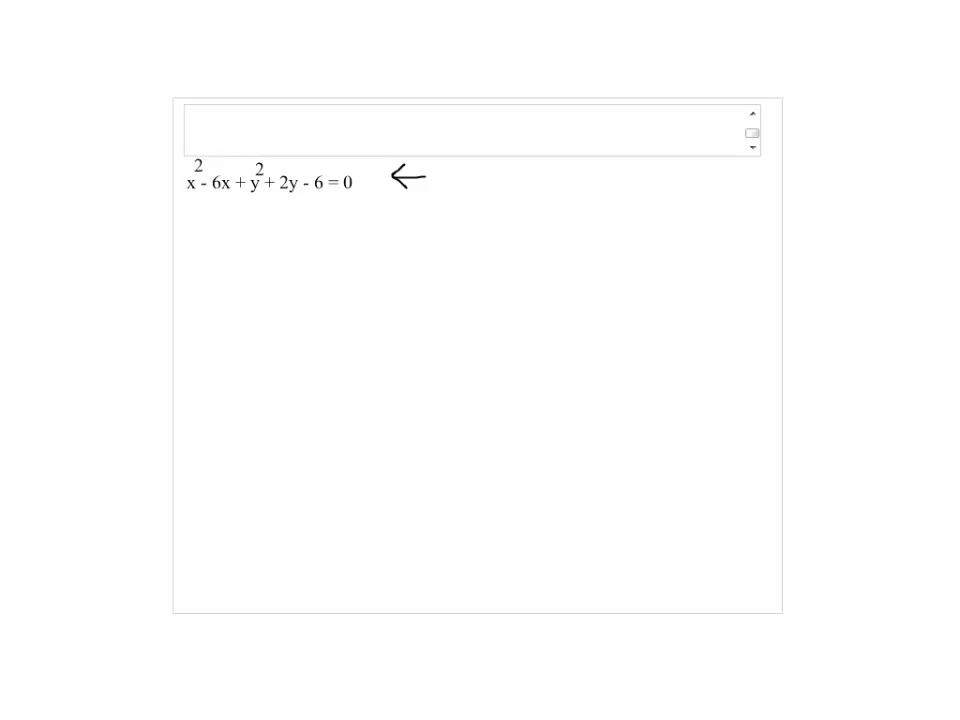 x² - 6x + y² + 2y - 6 = 0